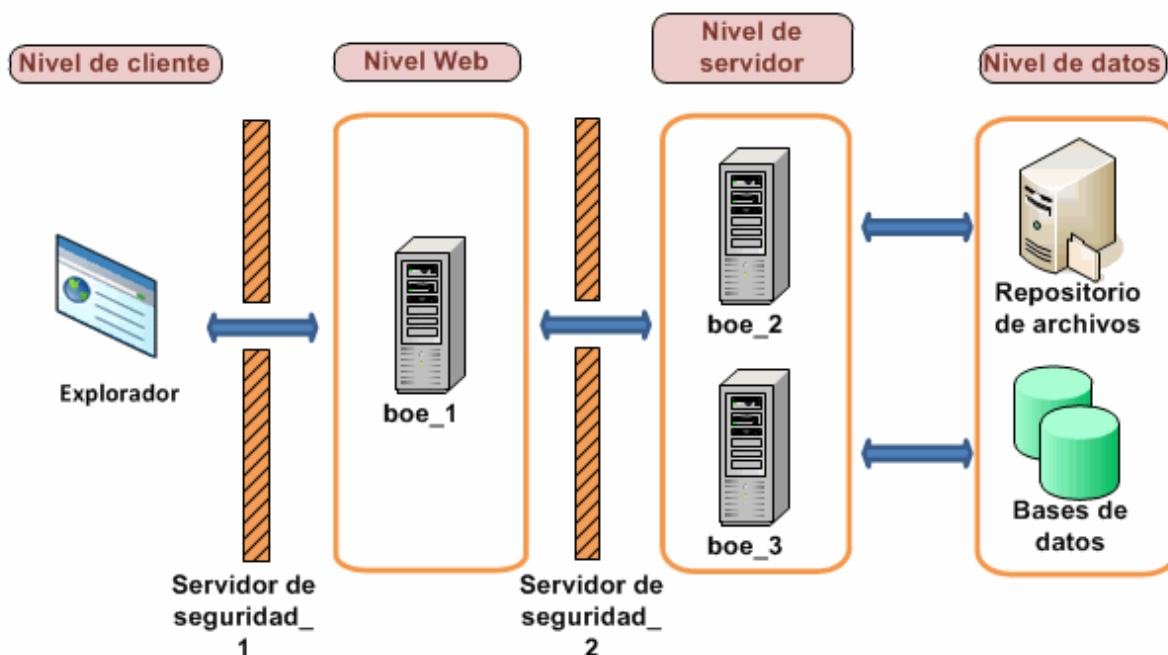 Nivel de cliente
Nivel Web
Nivel de
servidor
Nivel de datos
Explorador
boe_1
boe_2
boe_3
Repositorio
de archivos
Bases de
datos
Servidor de
seguridad_
1
Servidor de
seguridad_
2